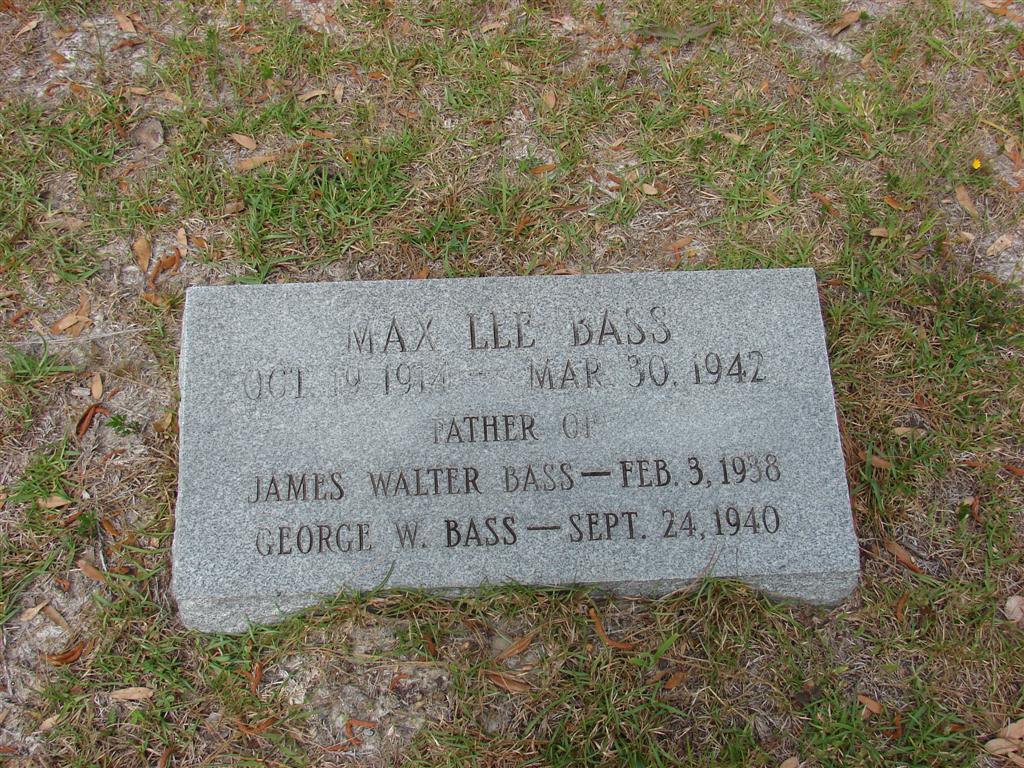 MAX LEE BASS
OCT. 19 1914 — MAR. 30, 1942
FATHER OF
JAMES WALTER BASS — FEB. 3, 1938
GEORGE W. BASS — SEPT. 24, 1940